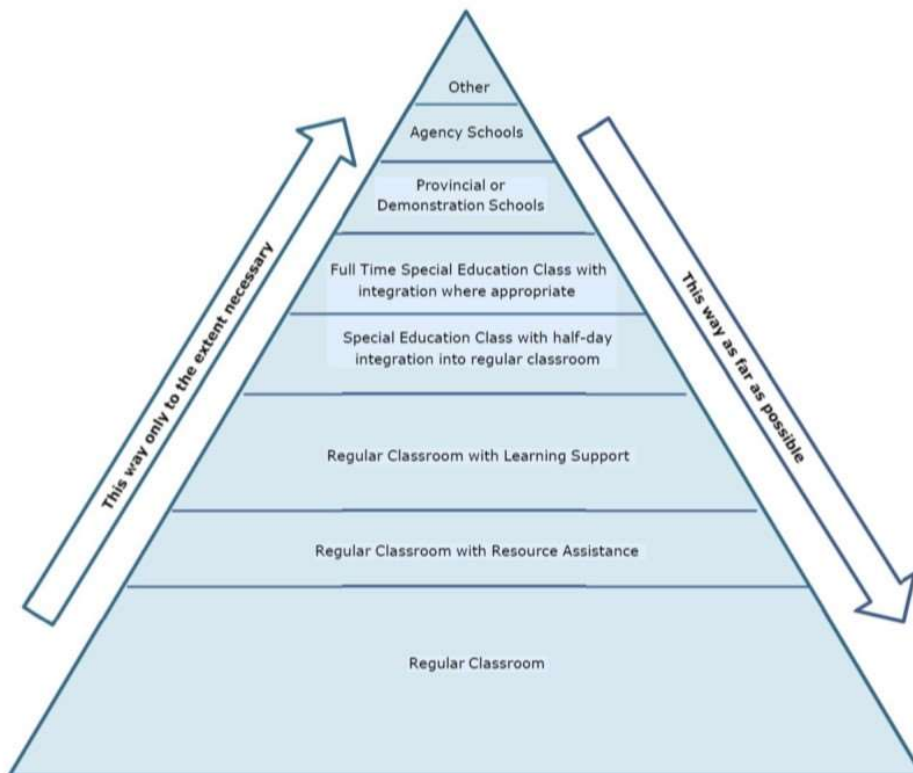 Other
Agency Schools
Provincial or
Demonstration Schools
Full Time Special Education Class with
integration where appropriate
Special Education Class with half-day
integration into regular classroom
Regular Classroom with Learning Support
Regular Classroom with Resource Assistance
Regular Classroom
This way only to the extent necessary
This way as far as possible